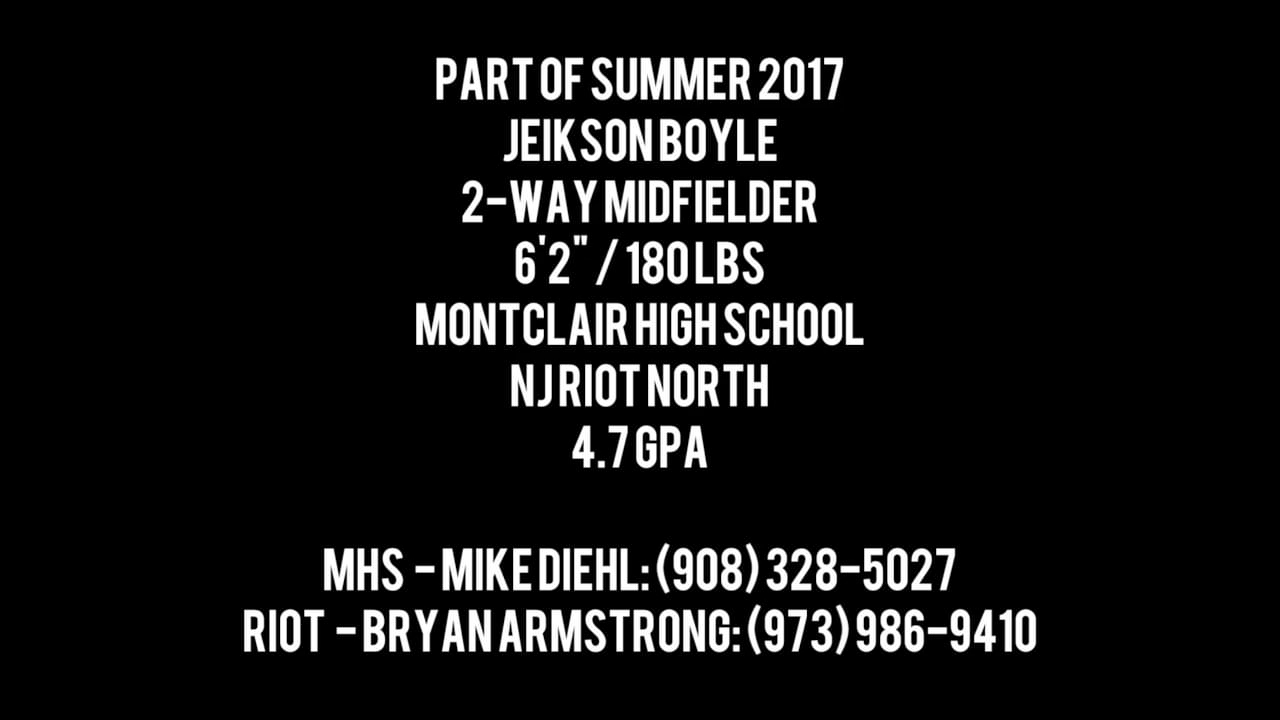 PART OF SUMMER 2017
JEIKSON BOYLE
2-WAY MIDFIELDER
6'2" / 180 LBS
MONTCLAIR HIGH SCHOOL
NJ RIOT NORTH
4.7 GPA
MHS - MIKE DIEHL: (908) 328-5027
RIOT - BRYAN ARMSTRONG: (973) 986-9410